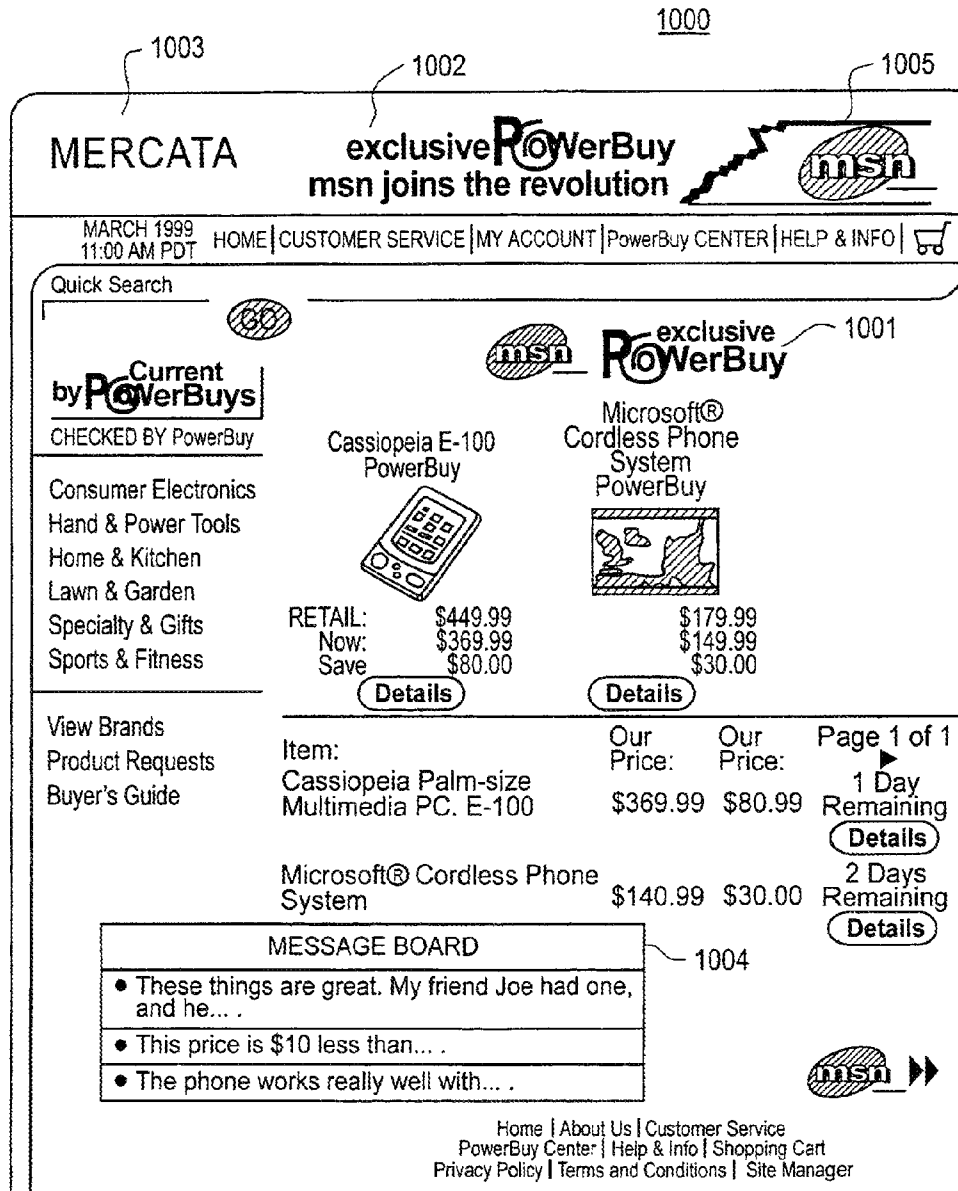 1000
1003
1002
1005
MERCATA
exclusive PoWerBuy
msn joins the revolution
msn
MARCH 1999
11:00 AM PDT
HOME | CUSTOMER SERVICE | MY ACCOUNT | PowerBuy CENTER | HELP & INFO |
Quick Search
GO
msn
exclusive
PoWerBuy
1001
Current
by PoWerBuys
CHECKED BY PowerBuy
Consumer Electronics
Hand & Power Tools
Home & Kitchen
Lawn & Garden
Specialty & Gifts
Sports & Fitness
View Brands
Product Requests
Buyer's Guide
Cassiopeia E-100
PowerBuy
RETAIL: $449.99
Now: $369.99
Save $80.00
Details
Microsoft®
Cordless Phone
System
PowerBuy
$179.99
$149.99
$30.00
Details
Item: Our Price: Our Price: Page 1 of 1
Cassiopeia Palm-size
Multimedia PC. E-100 $369.99 $80.99
1 Day
Remaining
Details
Microsoft® Cordless Phone
System $140.99 $30.00
2 Days
Remaining
Details
MESSAGE BOARD
1004
• These things are great. My friend Joe had one,
and he... .
• This price is $10 less than... .
• The phone works really well with... .
msn
Home | About Us | Customer Service
PowerBuy Center | Help & Info | Shopping Cart
Privacy Policy | Terms and Conditions | Site Manager